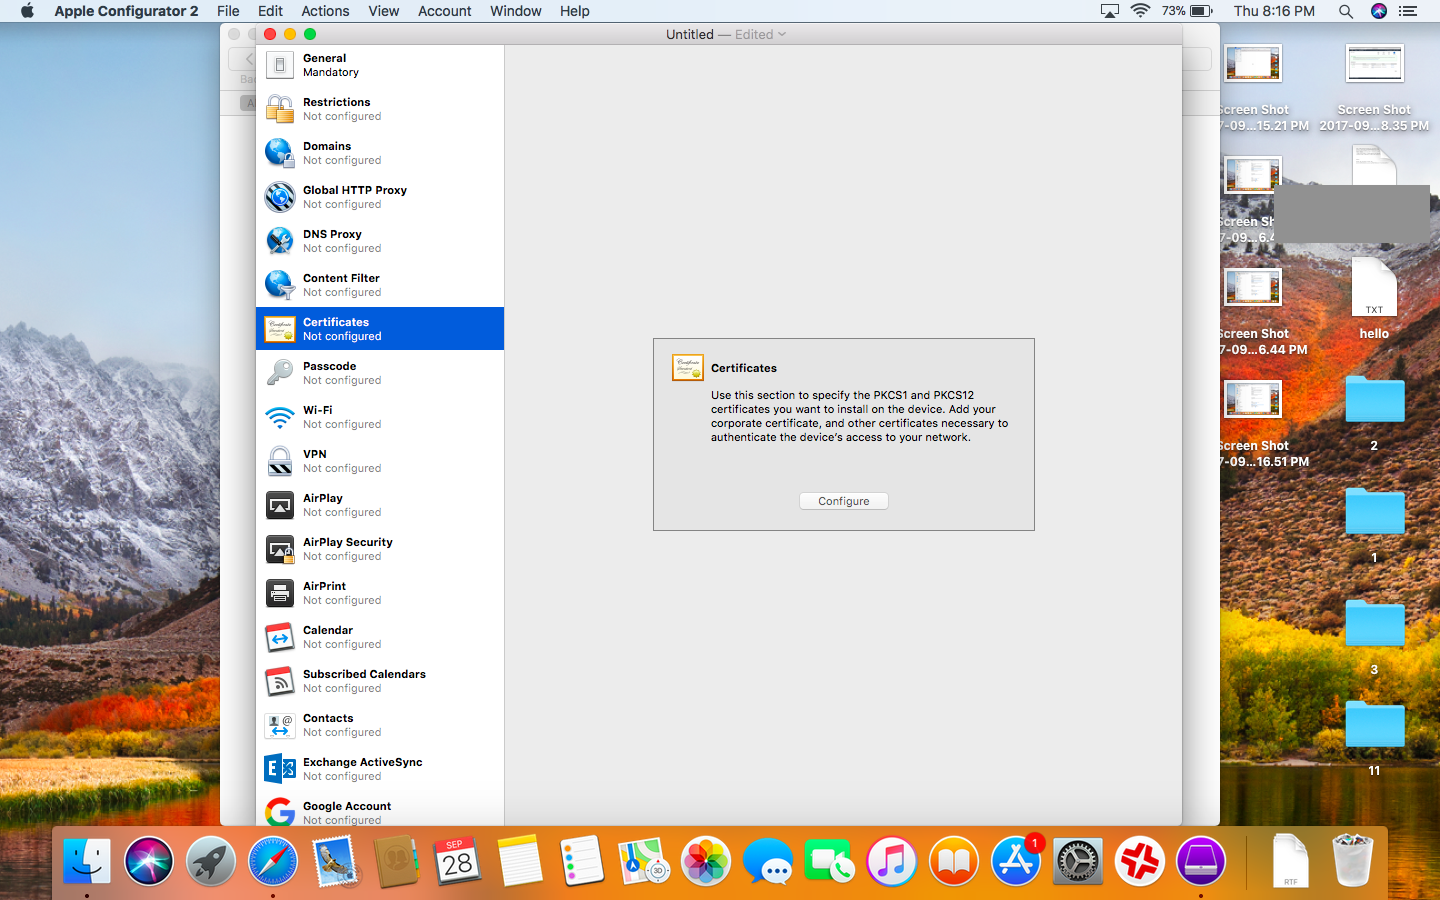 Apple Configurator 2 File Edit Actions View Account Window Help 73% Thu 8:16 PM
Untitled — Edited
General
Mandatory
Restrictions
Not configured
Domains
Not configured
Global HTTP Proxy
Not configured
DNS Proxy
Not configured
Content Filter
Not configured
Certificates
Not configured
Passcode
Not configured
Wi-Fi
Not configured
VPN
Not configured
AirPlay
Not configured
AirPlay Security
Not configured
AirPrint
Not configured
Calendar
Not configured
Subscribed Calendars
Not configured
Contacts
Not configured
Exchange ActiveSync
Not configured
Google Account
Not configured
Certificates
Use this section to specify the PKCS1 and PKCS12
certificates you want to install on the device. Add your
corporate certificate, and other certificates necessary to
authenticate the device's access to your network.
Configure
Screen Shot
7-09...15.21 PM
Screen Shot
2017-09...8.35 PM
7-09...6.4
Screen Shot
7-09...6.44 PM
TXT
hello
Screen Shot
7-09...16.51 PM
2
1
3
11
SEP
28
3D
1
RTF